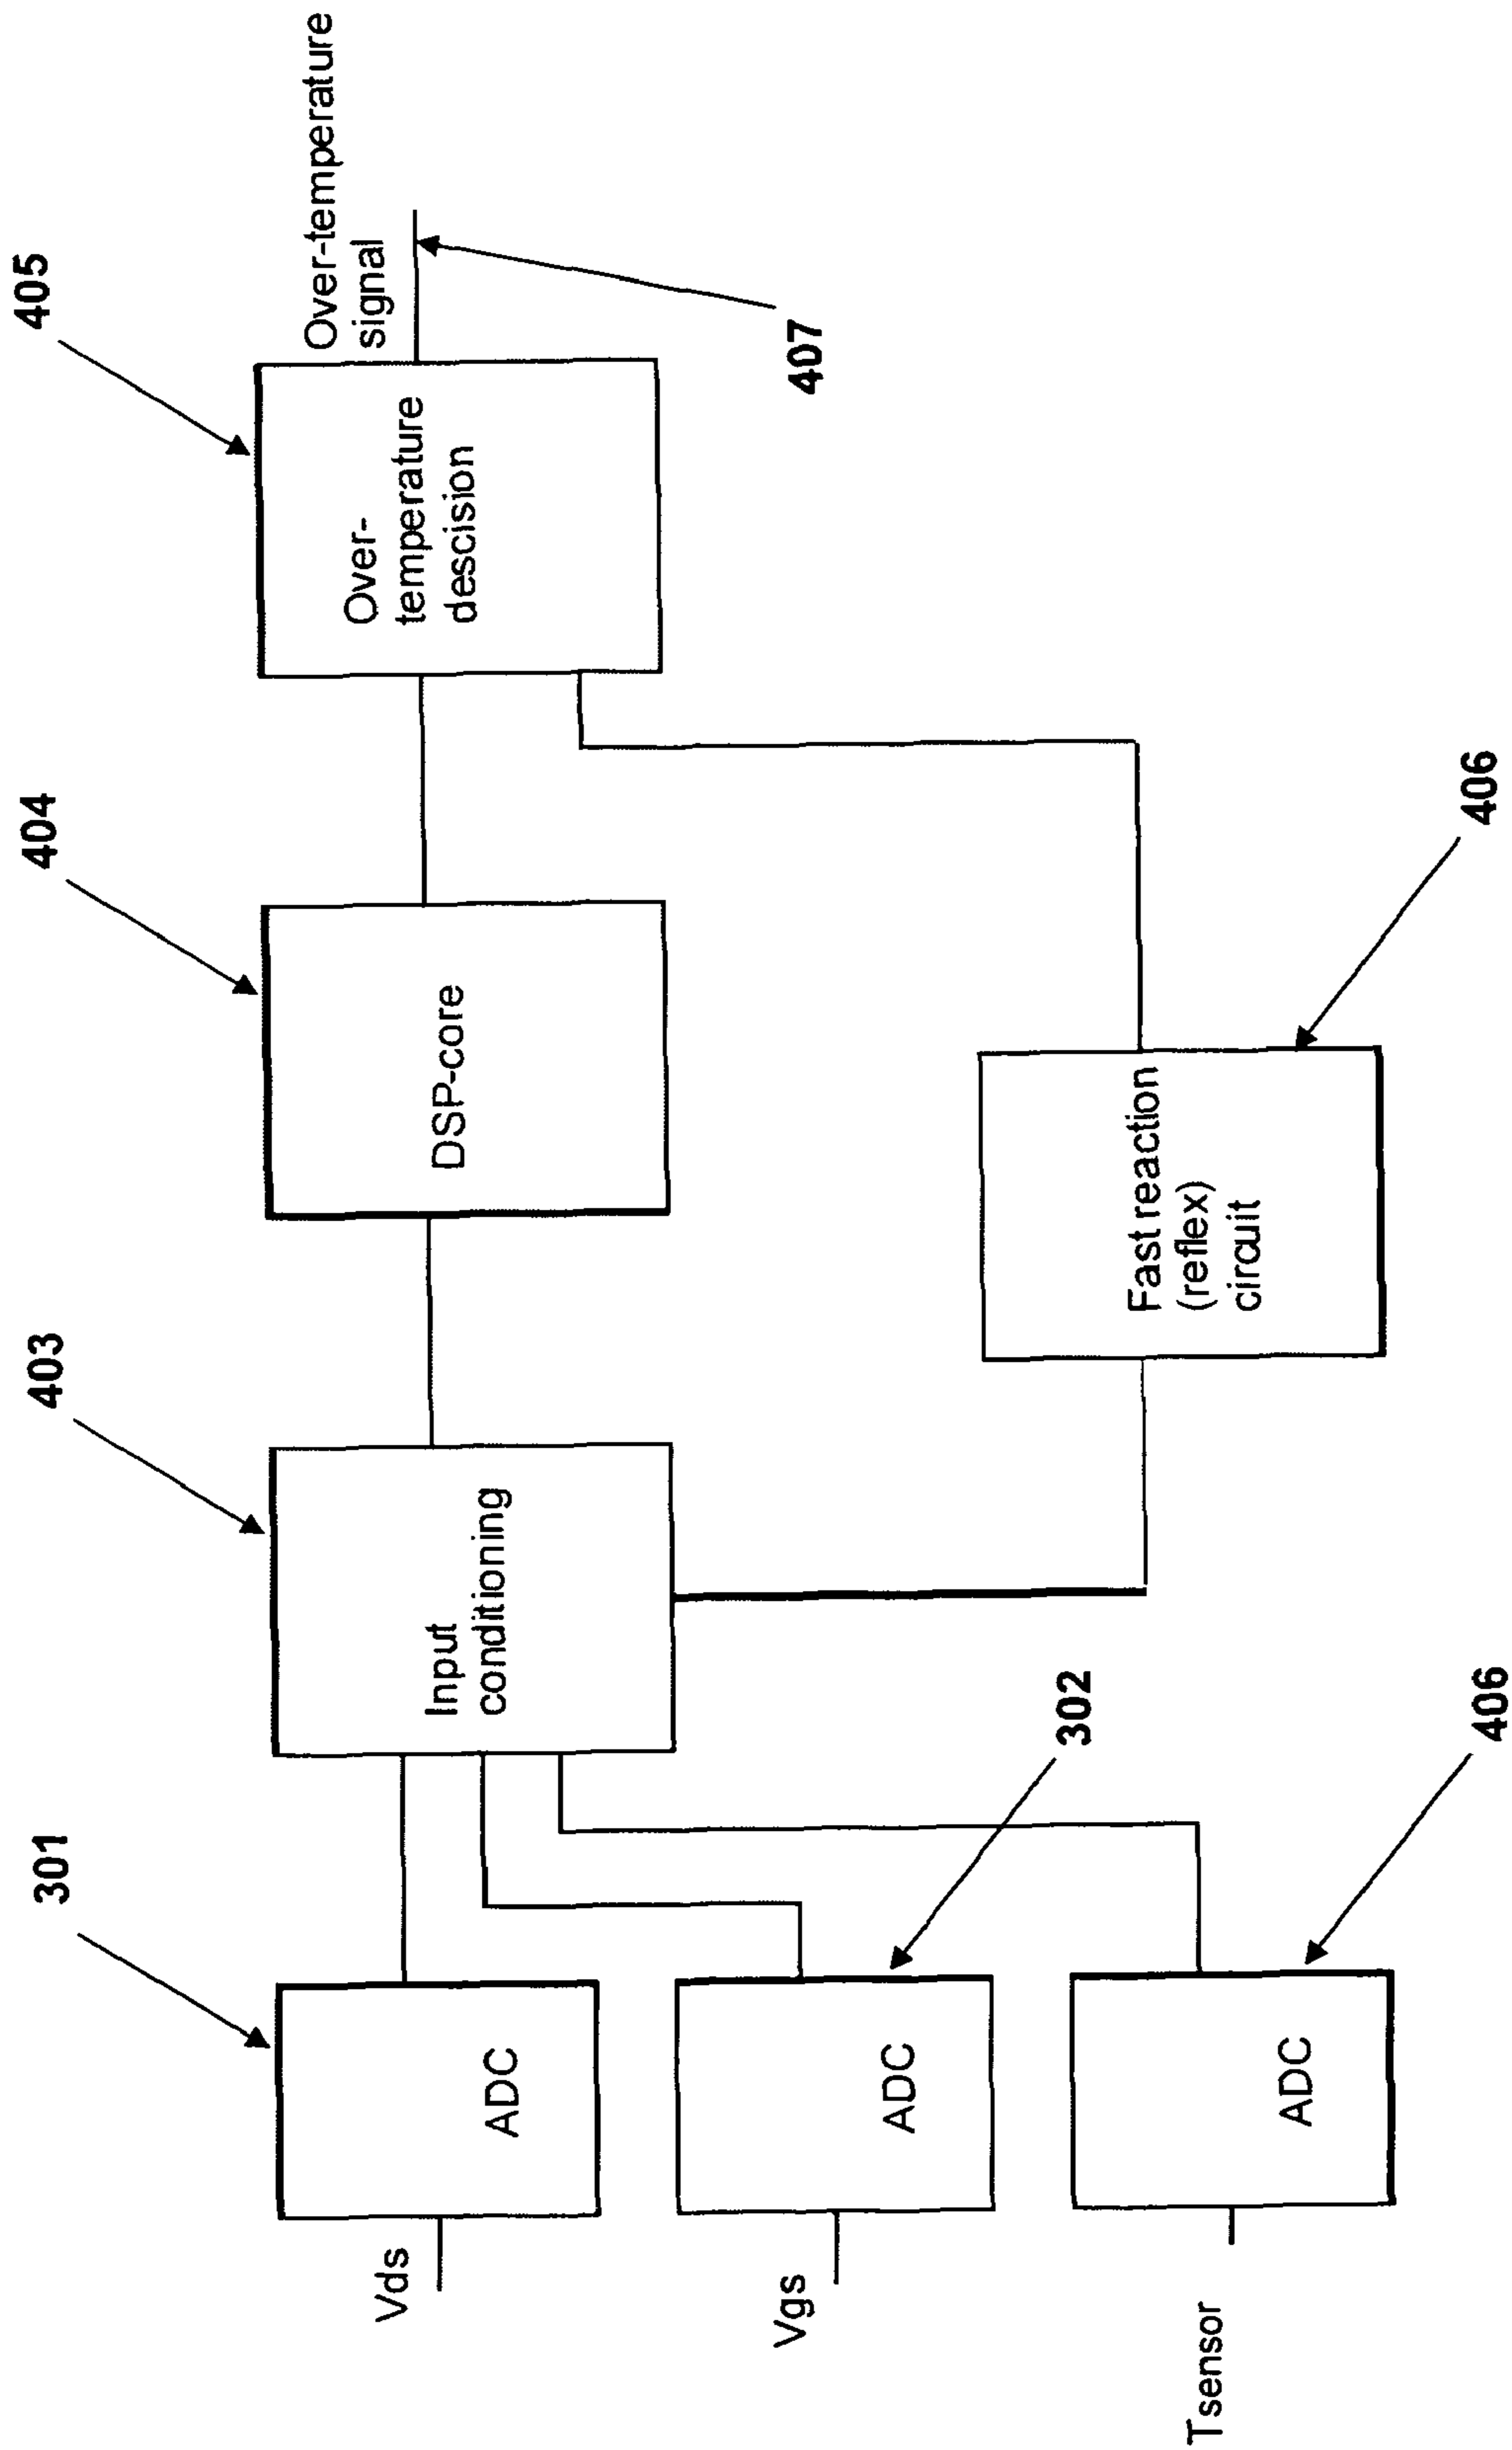 301
403
404
405
Vds
ADC
Input
conditioning
DSP-core
Over-
temperature
descision
Over-temperature
signal
407
Vgs
ADC
302
Tsensor
ADC
406
Fast reaction
(reflex)
circuit
406